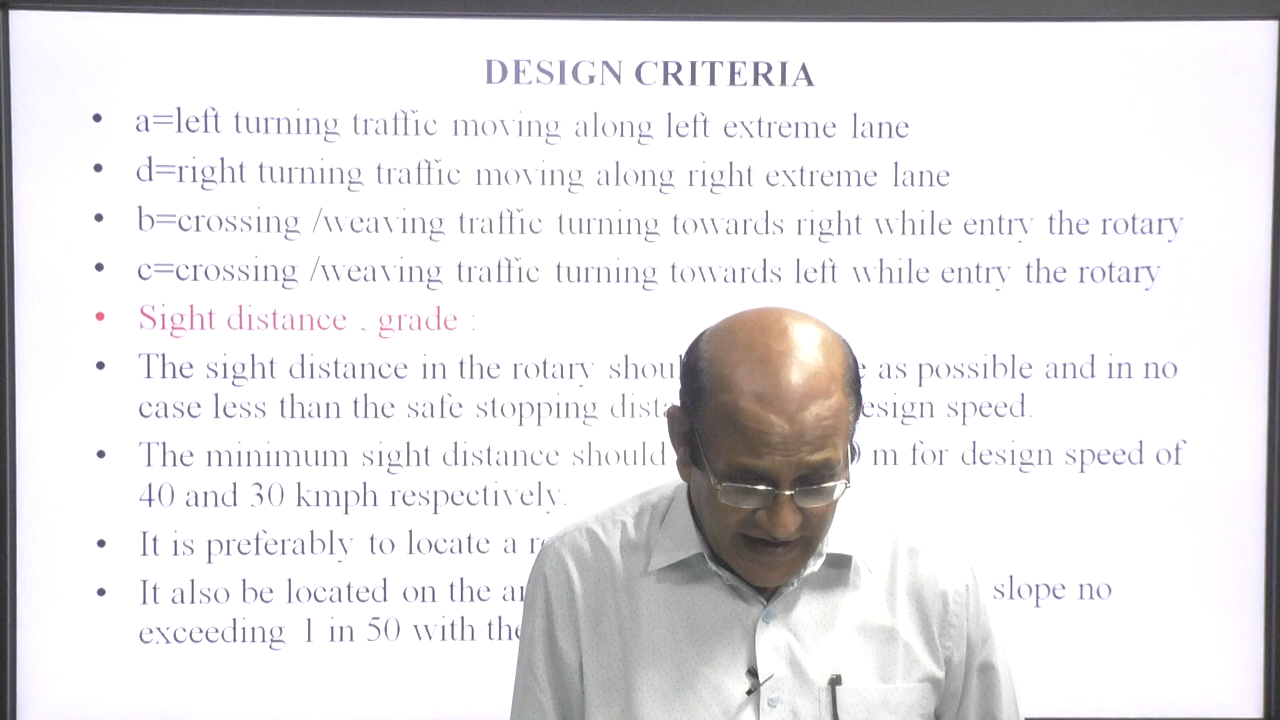 DESIGN CRITERIA
• a=left turning traffic moving along left extreme lane
• d=right turning traffic moving along right extreme lane
• b=crossing /weaving traffic turning towards right while entry the rotary
• c=crossing /weaving traffic turning towards left while entry the rotary
• Sight distance , grade :
• The sight distance in the rotary as possible and in no
case less than the safe stopping design speed.
• The minimum sight distance should m for design speed of
40 and 30 kmph respectively.
• It is preferably to locate a
• It also be located on the slope no
exceeding 1 in 50 with